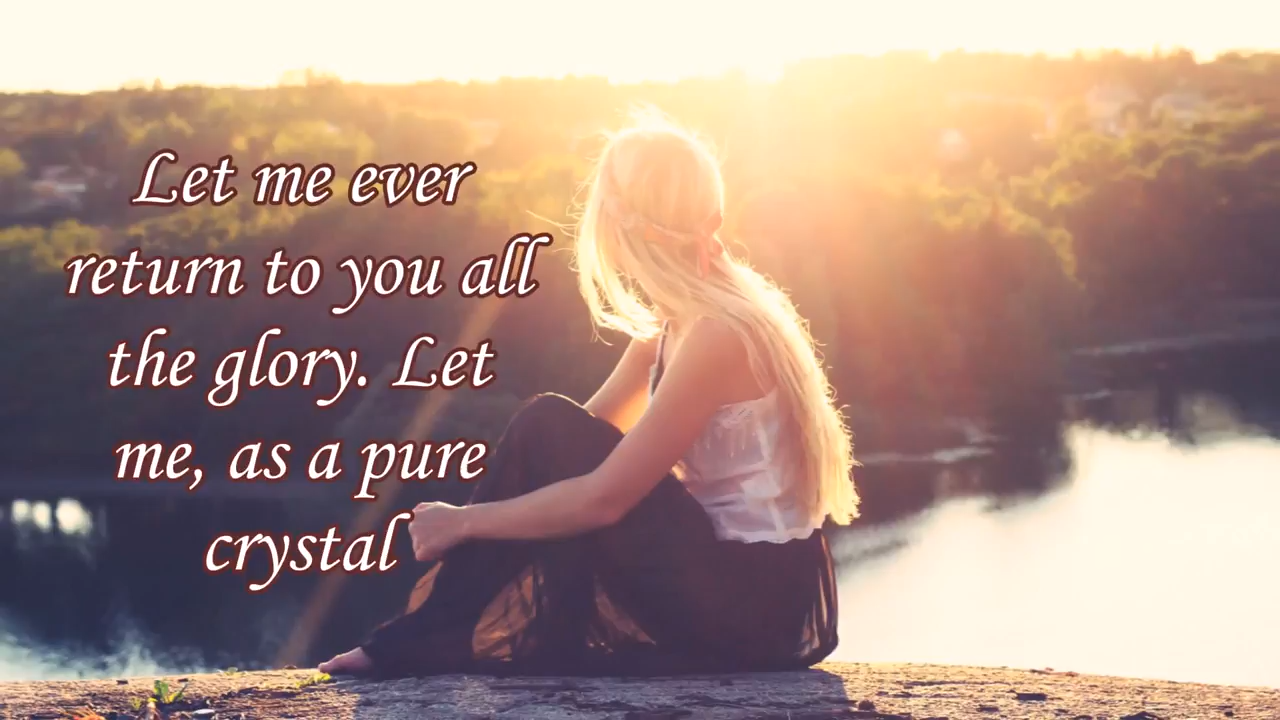 Let me ever
return to you all
the glory. Let
me, as a pure
crystal